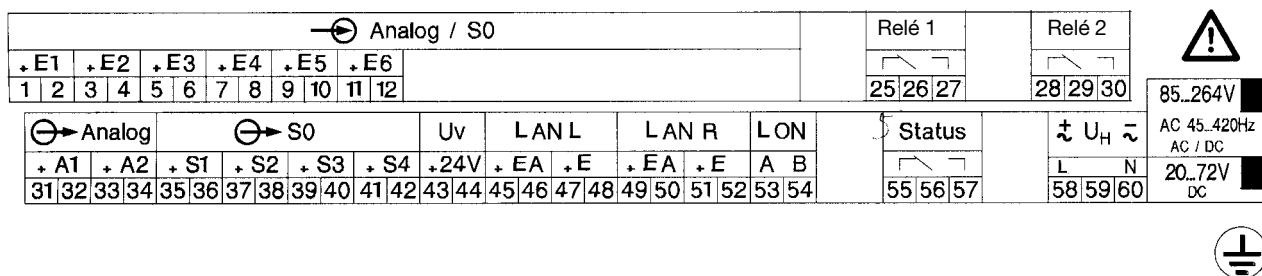 Analog / S0 Relé 1 Relé 2
+ E1 + E2 + E3 + E4 + E5 + E6
1 2 3 4 5 6 7 8 9 10 11 12 25 26 27 28 29 30
85...264V
AC 45...420Hz
AC / DC
20...72V
DC
Analog S0 Uv LAN L LAN R LON Status ± ~ UH − ~
+ A1 + A2 + S1 + S2 + S3 + S4 +24V + EA + E + EA + E A B L N
31 32 33 34 35 36 37 38 39 40 41 42 43 44 45 46 47 48 49 50 51 52 53 54 55 56 57 58 59 60